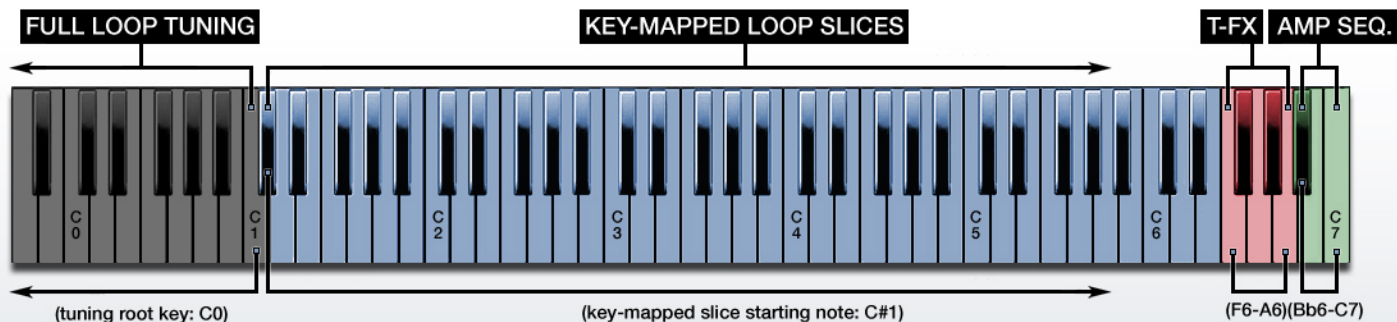 FULL LOOP TUNING
KEY-MAPPED LOOP SLICES
T-FX
AMP SEQ.
C
0
C
1
C
2
C
3
C
4
C
5
C
6
C
7
(tuning root key: C0)
(key-mapped slice starting note: C#1)
(F6-A6)(Bb6-C7)